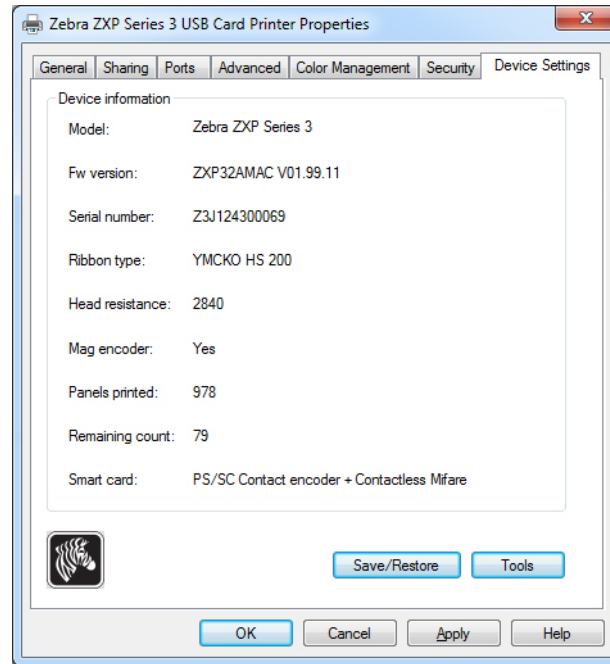 Zebra ZXP Series 3 USB Card Printer Properties
General Sharing Ports Advanced Color Management Security Device Settings
Device information
Model: Zebra ZXP Series 3
Fw version: ZXP32AMAC V01.99.11
Serial number: Z3J124300069
Ribbon type: YMCKO HS 200
Head resistance: 2840
Mag encoder: Yes
Panels printed: 978
Remaining count: 79
Smart card: PS/SC Contact encoder + Contactless Mifare
Save/Restore Tools
OK Cancel Apply Help